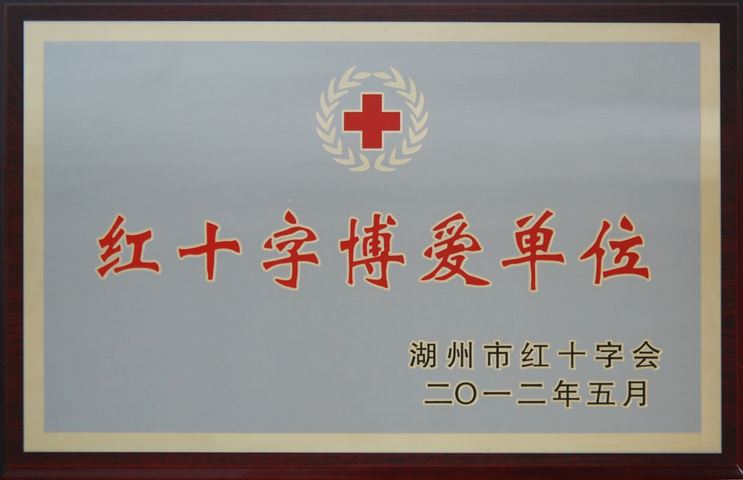 红十字博爱单位
湖州市红十字会
二〇一二年五月